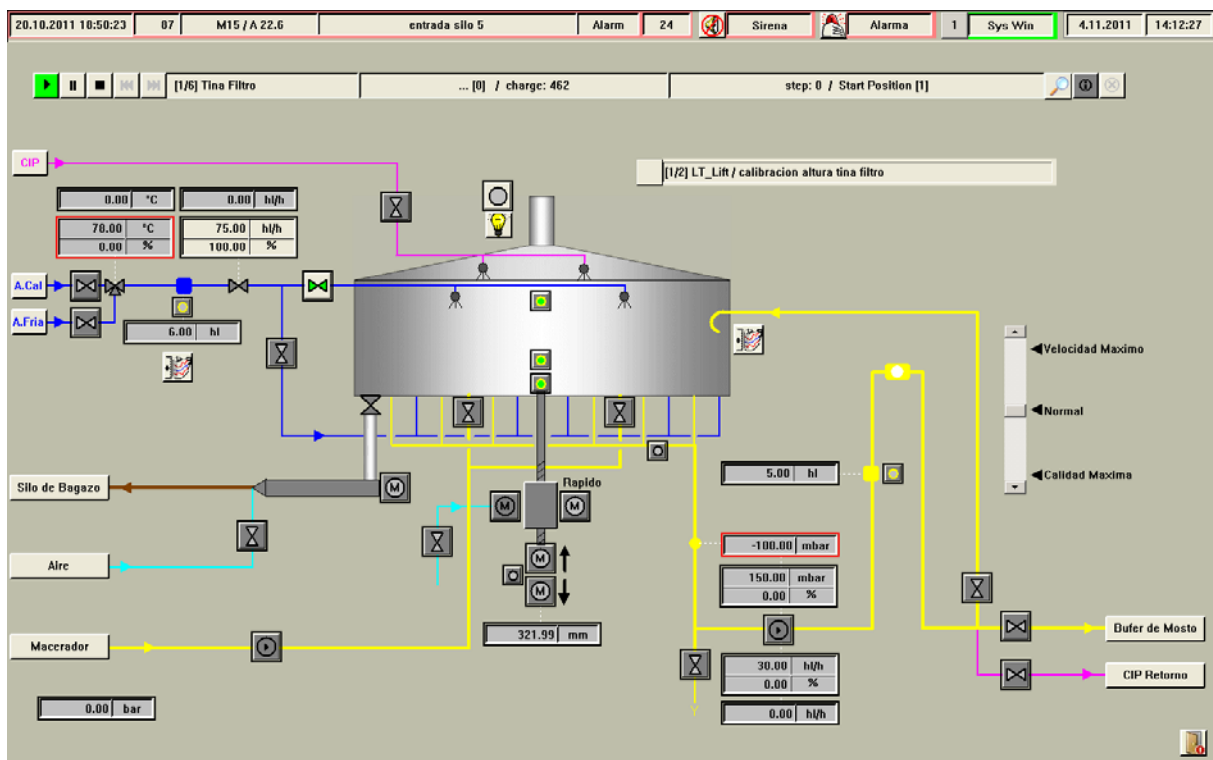 20.10.2011 10:50:23 87 M15 / A 22.6 entrada silo 5 Alarm 24 Sirena Alarma 1 Sys Win 4.11.2011 14:12:27
[1/6] Tina Filtro ... [0] / charge: 462 step: 0 / Start Position [1]
CIP
[1/2] LT_Lift / calibracion altura tina filtro
0.00 °C 0.00 hl/h
78.00 °C 75.00 hl/h
0.00 % 100.00 %
A.Cal
A.Fria
6.00 hl
Velocidad Maximo
Normal
Calidad Maxima
5.00 hl
Silo de Bagazo
M
Rapido
M M
-100.00 mbar
M
150.00 mbar
Aire
0.00 %
M
321.99 mm
Bufer de Mosto
Macerador
30.00 hl/h
0.00 %
CIP Retorno
0.00 bar
Y
0.00 hl/h